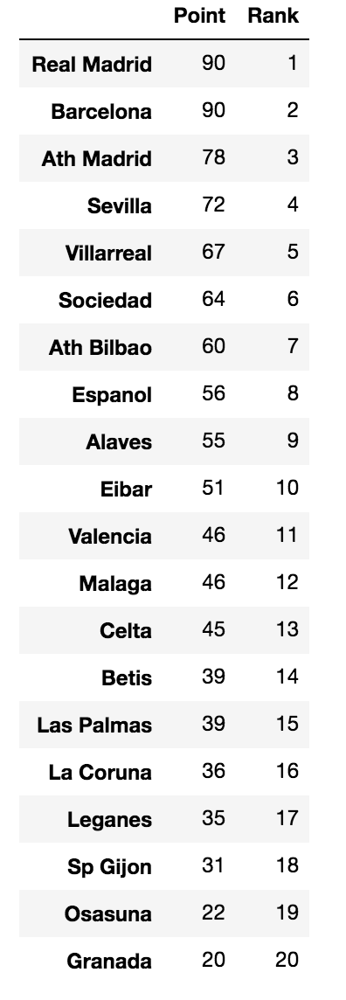 Point Rank
Real Madrid 90 1
Barcelona 90 2
Ath Madrid 78 3
Sevilla 72 4
Villarreal 67 5
Sociedad 64 6
Ath Bilbao 60 7
Espanol 56 8
Alaves 55 9
Eibar 51 10
Valencia 46 11
Malaga 46 12
Celta 45 13
Betis 39 14
Las Palmas 39 15
La Coruna 36 16
Leganes 35 17
Sp Gijon 31 18
Osasuna 22 19
Granada 20 20